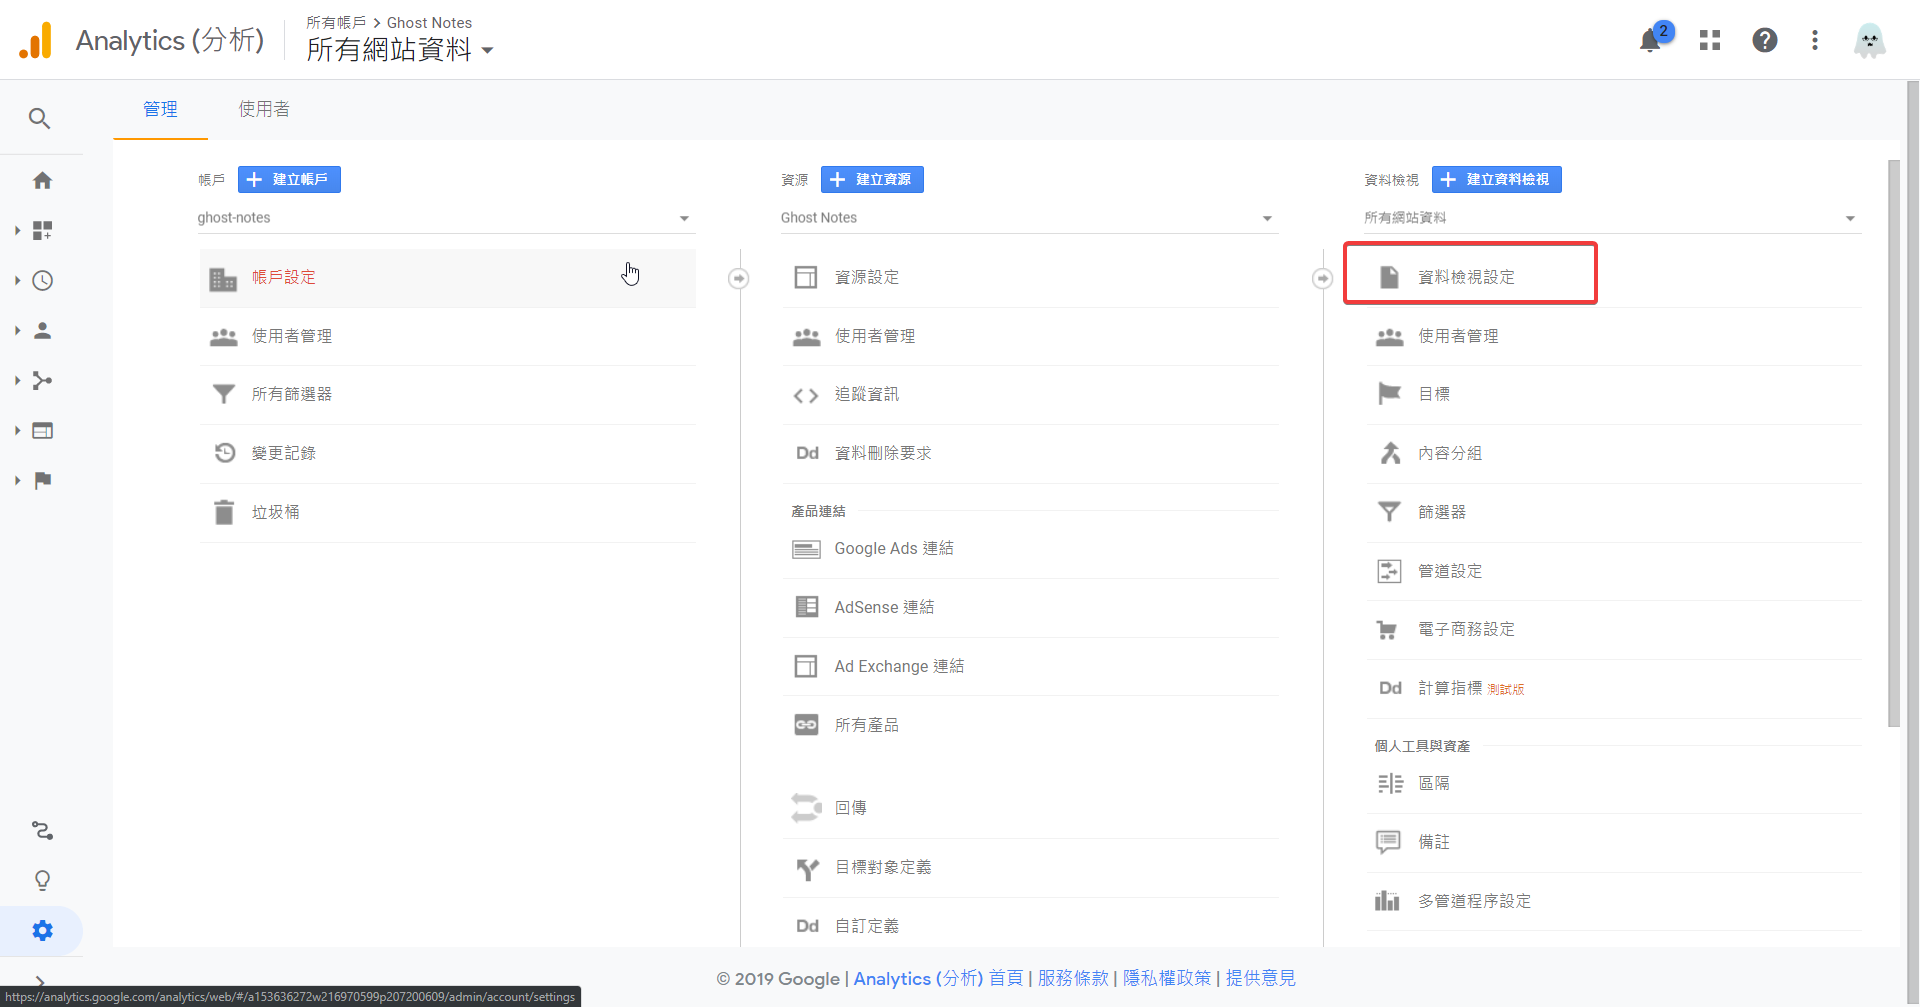 Analytics (分析)
所有帳戶 > Ghost Notes
所有網站資料
2
管理
使用者
帳戶
建立帳戶
ghost-notes
帳戶設定
使用者管理
所有篩選器
變更記錄
垃圾桶
資源
建立資源
Ghost Notes
資源設定
使用者管理
追蹤資訊
Dd 資料刪除要求
產品連結
Google Ads 連結
AdSense 連結
Ad Exchange 連結
所有產品
回傳
目標對象定義
Dd 自訂定義
資料檢視
建立資料檢視
所有網站資料
資料檢視設定
使用者管理
目標
內容分組
篩選器
管道設定
電子商務設定
Dd 計算指標 測試版
個人工具與資產
區隔
備註
多管道程序設定
© 2019 Google | Analytics (分析) 首頁 | 服務條款 | 隱私權政策 | 提供意見
https://analytics.google.com/analytics/web/#/a153636272w216970599p207200609/admin/account/settings